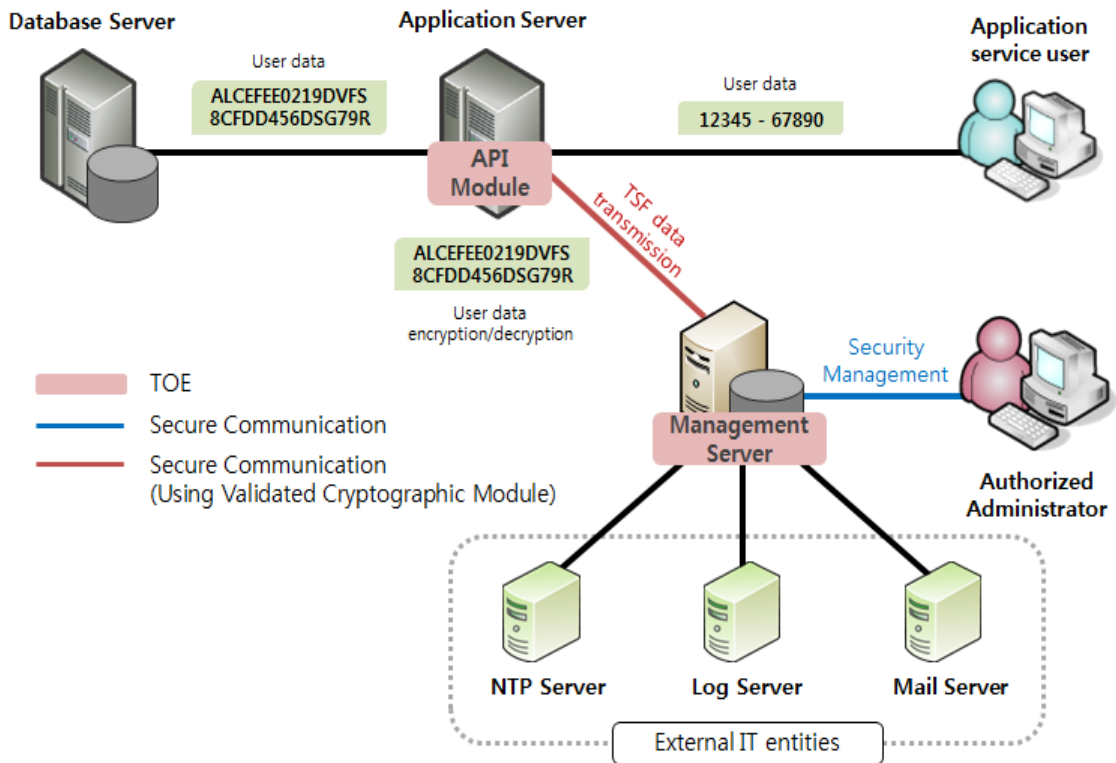 Database Server
Application Server
Application
service user
User data
ALCEFEE0219DVFS
8CFDD456DSG79R
User data
12345 - 67890
API
Module
TSF data
transmission
ALCEFEE0219DVFS
8CFDD456DSG79R
User data
encryption/decryption
Security
Management
TOE
Secure Communication
Secure Communication
(Using Validated Cryptographic Module)
Management
Server
Authorized
Administrator
NTP Server
Log Server
Mail Server
External IT entities